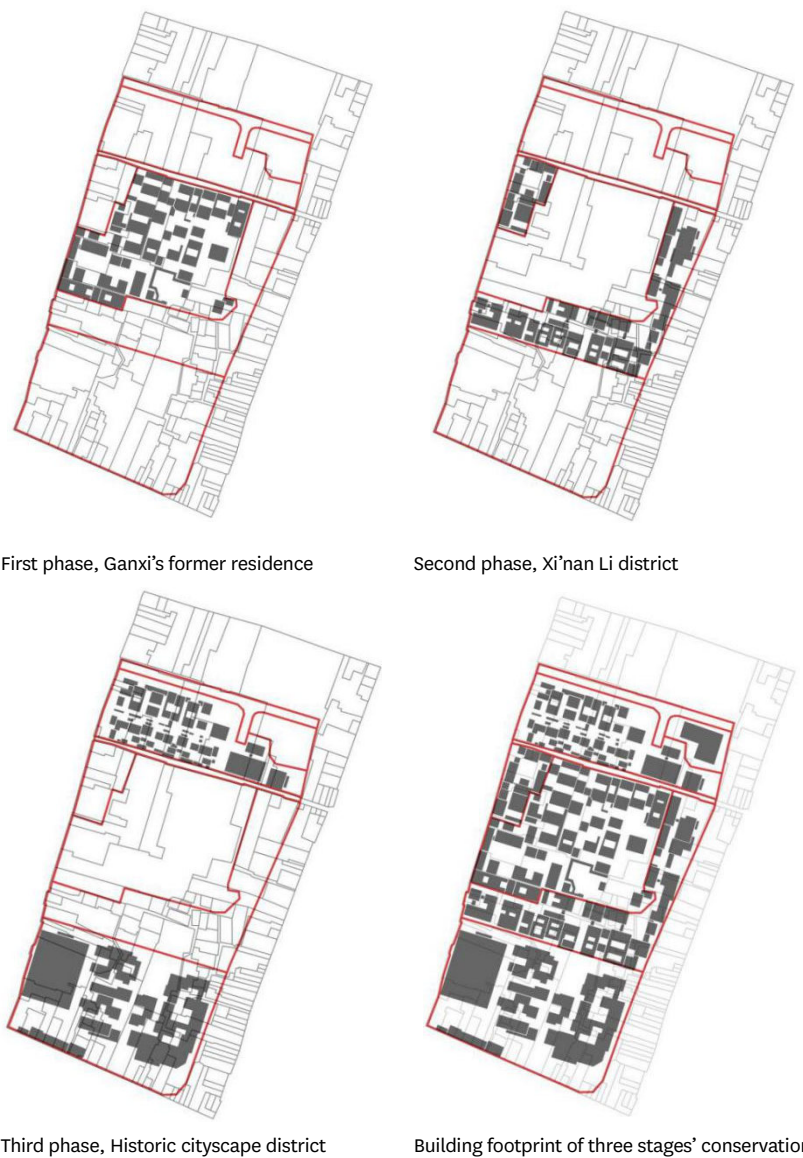 First phase, Ganxi’s former residence
Second phase, Xi’nan Li district
Third phase, Historic cityscape district
Building footprint of three stages’ conservation